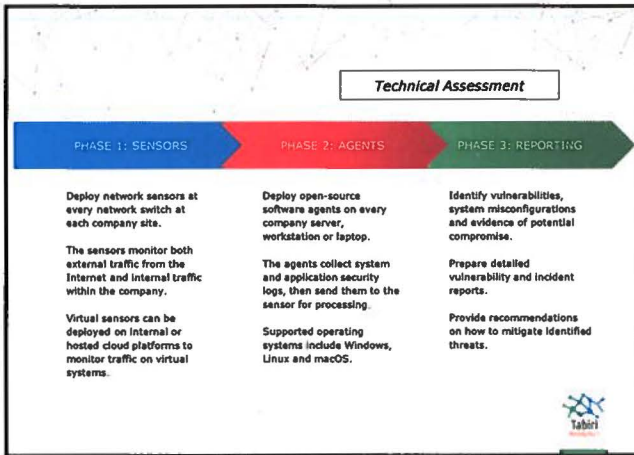 Technical Assessment
PHASE 1: SENSORS
PHASE 2: AGENTS
PHASE 3: REPORTING
Deploy network sensors at
every network switch at
each company site.
The sensors monitor both
external traffic from the
Internet and internal traffic
within the company.
Virtual sensors can be
deployed on internal or
hosted cloud platforms to
monitor traffic on virtual
systems.
Deploy open-source
software agents on every
company server,
workstation or laptop.
The agents collect system
and application security
logs, then send them to the
sensor for processing.
Supported operating
systems include Windows,
Linux and macOS.
Identify vulnerabilities,
system misconfigurations
and evidence of potential
compromise.
Prepare detailed
vulnerability and incident
reports.
Provide recommendations
on how to mitigate identified
threats.
Tabiri